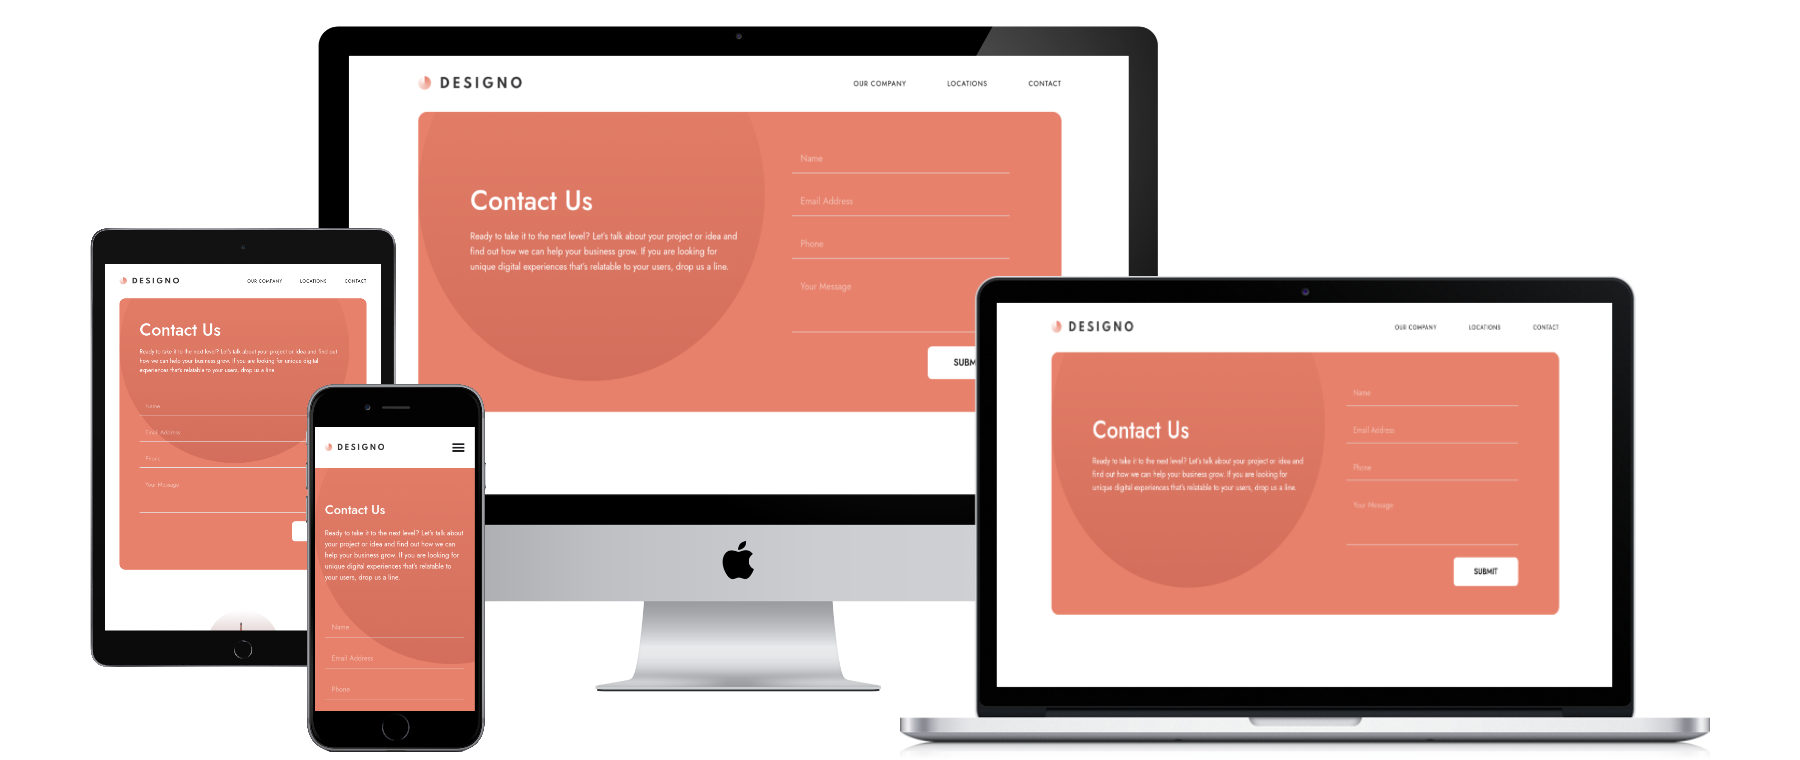 DESIGNO
OUR COMPANY LOCATIONS CONTACT
Contact Us
Ready to take it to the next level? Let's talk about your project or idea and
find out how we can help your business grow. If you are looking for
unique digital experiences that's relatable to your users, drop us a line.
Name
Email Address
Phone
Your Message
SUBM
DESIGNO
OUR COMPANY LOCATIONS CONTACT
Contact Us
Ready to take it to the next level? Let's talk about your project or idea and find out
how we can help your business grow. If you are looking for unique digital
experiences that's relatable to your users, drop us a line.
Name
Email Address
Phone
Your Message
DESIGNO
Contact Us
Ready to take it to the next level? Let's talk about
your project or idea and find out how we can
help your business grow. If you are looking for
unique digital experiences that's relatable to
your users, drop us a line.
Name
Email Address
Phone
DESIGNO
OUR COMPANY LOCATIONS CONTACT
Contact Us
Ready to take it to the next level? Let's talk about your project or idea and
find out how we can help your business grow. If you are looking for
unique digital experiences that's relatable to your users, drop us a line.
Name
Email Address
Phone
Your Message
SUBMIT